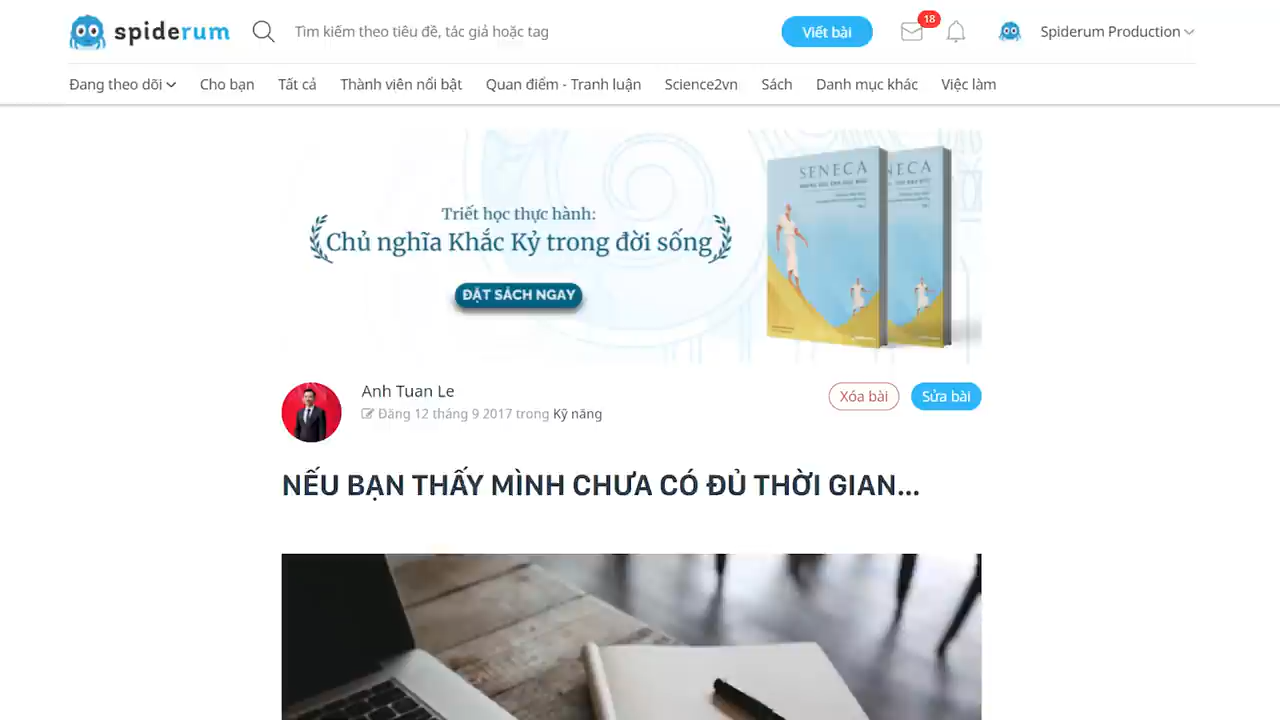 spiderum
Tìm kiếm theo tiêu đề, tác giả hoặc tag
Viết bài
18
Spiderum Production
Đang theo dõi
Cho bạn
Tất cả
Thành viên nổi bật
Quan điểm - Tranh luận
Science2vn
Sách
Danh mục khác
Việc làm
Triết học thực hành:
Chủ nghĩa Khắc Kỷ trong đời sống
ĐẶT SÁCH NGAY
SENECA
NECA
Anh Tuan Le
Đăng 12 tháng 9 2017 trong Kỹ năng
Xóa bài
Sửa bài
NẾU BẠN THẤY MÌNH CHƯA CÓ ĐỦ THỜI GIAN...